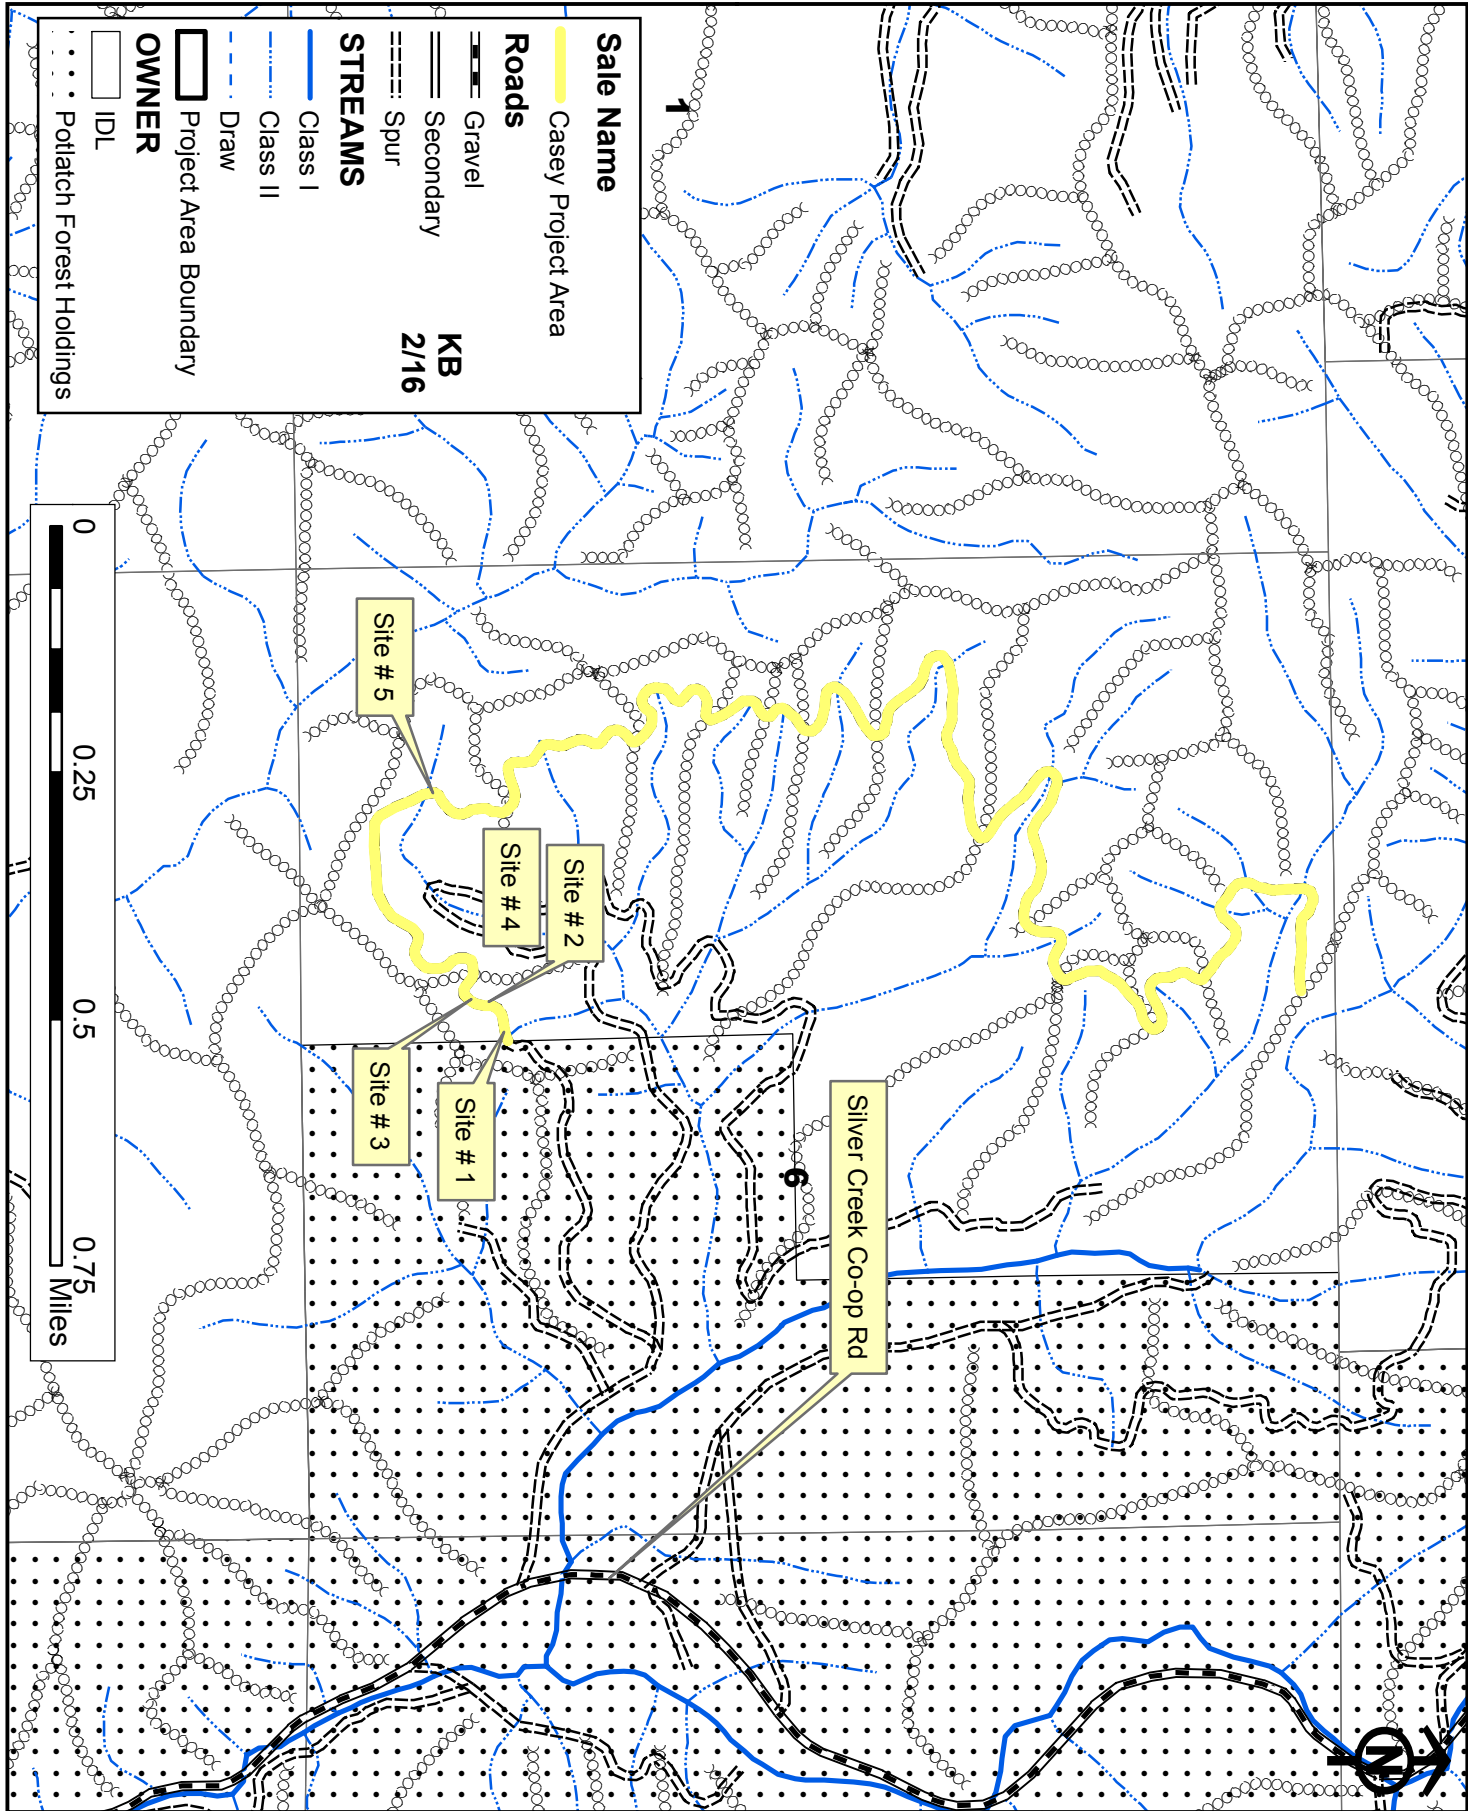 Sale Name
Casey Project Area
Roads
Gravel
Secondary
Spur
STREAMS
Class I
Class II
Draw
Project Area Boundary
OWNER
IDL
Potlatch Forest Holdings
KB
2/16
1
6
Site # 5
Site # 4
Site # 2
Site # 3
Site # 1
Silver Creek Co-op Rd
0 0.25 0.5 0.75
Miles
N